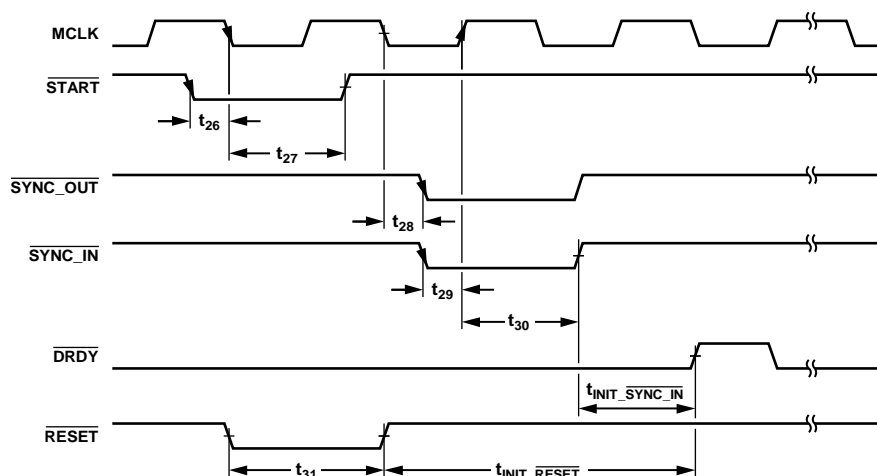 MCLK
START
t26
t27
SYNC_OUT
t28
SYNC_IN
t29
t30
DRDY
tINIT_SYNC_IN
RESET
t31
tINIT_RESET